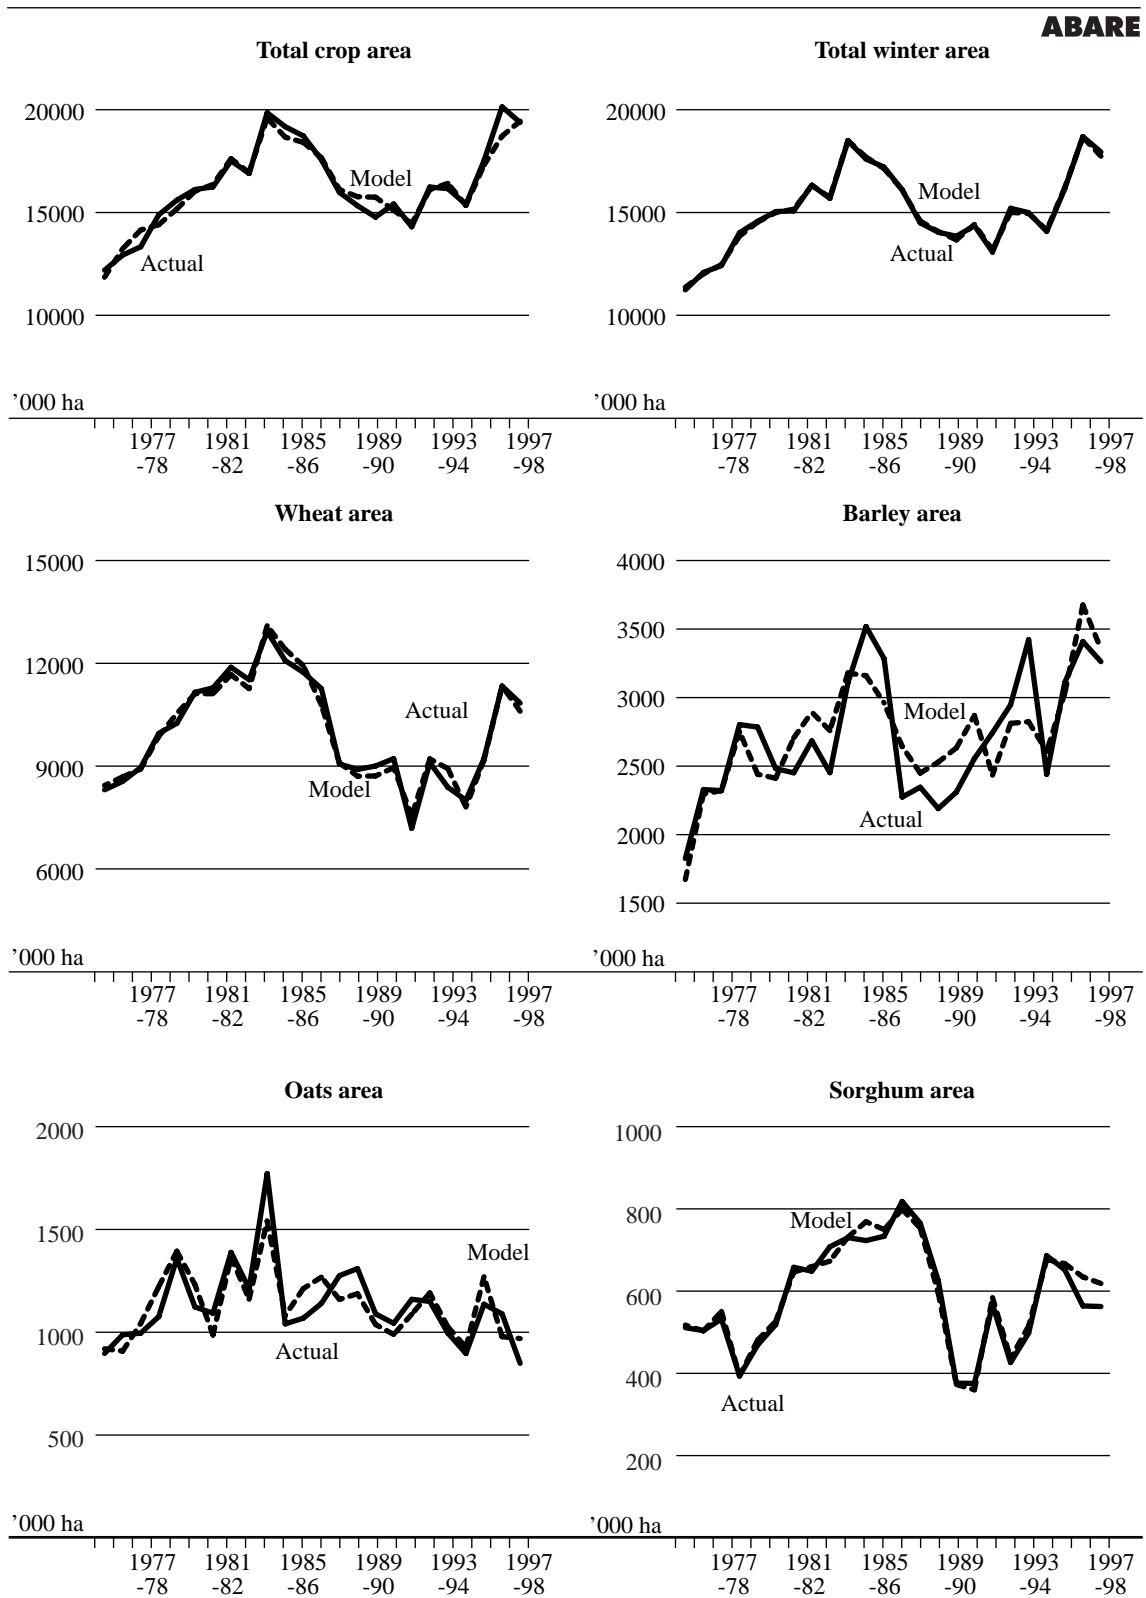 ABARE
Total crop area
20000
15000
10000
’000 ha
Model
Actual
1977 1981 1985 1989 1993 1997
-78 -82 -86 -90 -94 -98
Total winter area
20000
15000
10000
’000 ha
Model
Actual
1977 1981 1985 1989 1993 1997
-78 -82 -86 -90 -94 -98
Wheat area
15000
12000
9000
6000
’000 ha
Actual
Model
1977 1981 1985 1989 1993 1997
-78 -82 -86 -90 -94 -98
Barley area
4000
3500
3000
2500
2000
1500
’000 ha
Model
Actual
1977 1981 1985 1989 1993 1997
-78 -82 -86 -90 -94 -98
Oats area
2000
1500
1000
500
’000 ha
Model
Actual
1977 1981 1985 1989 1993 1997
-78 -82 -86 -90 -94 -98
Sorghum area
1000
800
600
400
200
’000 ha
Model
Actual
1977 1981 1985 1989 1993 1997
-78 -82 -86 -90 -94 -98